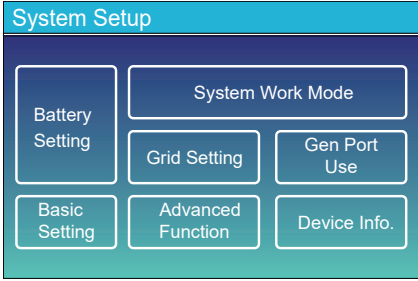 System Setup
Battery
Setting
System Work Mode
Grid Setting
Gen Port
Use
Basic
Setting
Advanced
Function
Device Info.